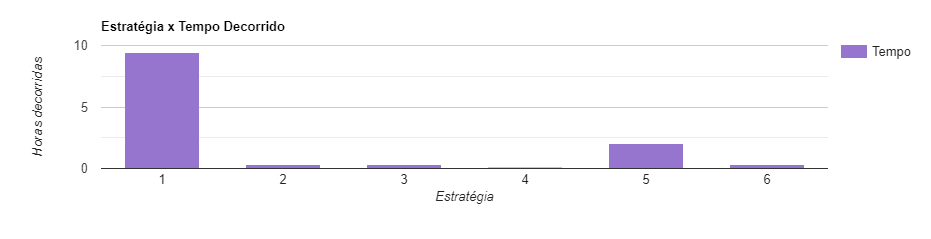 Estratégia x Tempo Decorrido
Horas decorridas
10
5
0
1 2 3 4 5 6
Estratégia
Tempo